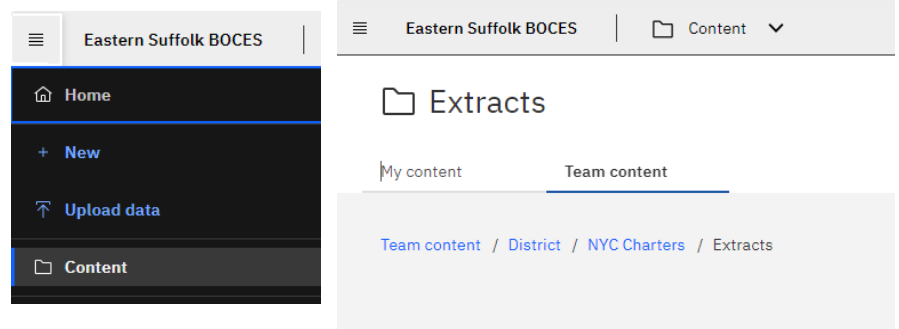 Eastern Suffolk BOCES
Home
+ New
Upload data
Content
Eastern Suffolk BOCES
Content
Extracts
My content
Team content
Team content / District / NYC Charters / Extracts